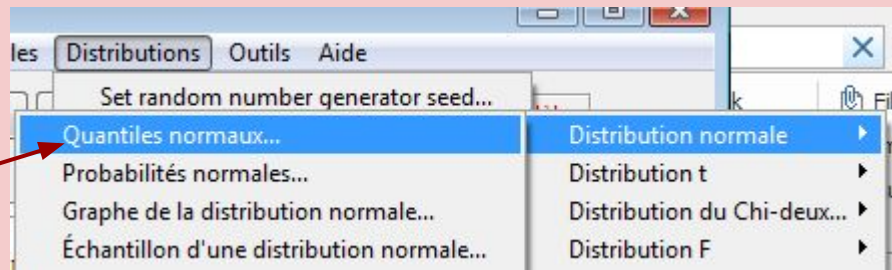 les Distributions Outils Aide
Set random number generator seed... k Fi
Quantiles normaux... Distribution normale
Probabilités normales... Distribution t
Graphe de la distribution normale... Distribution du Chi-deux...
Échantillon d'une distribution normale... Distribution F